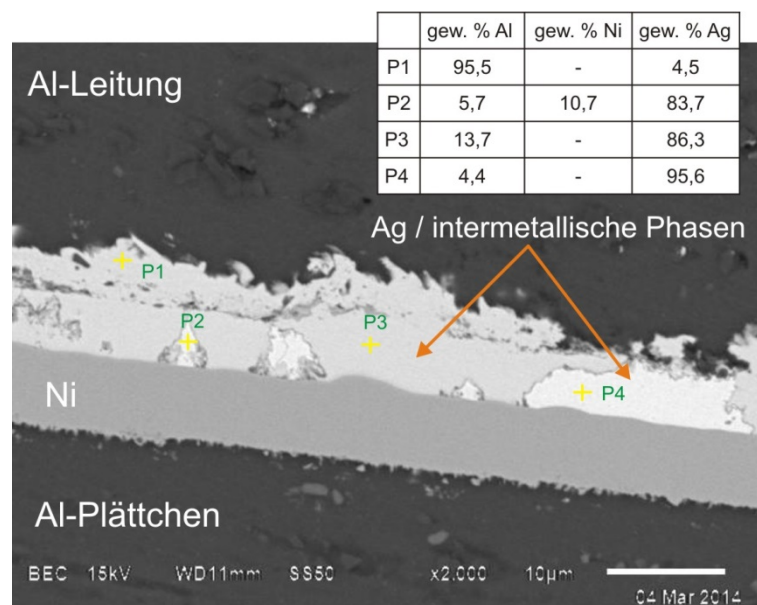 gew. % Al gew. % Ni gew. % Ag
P1 95,5 - 4,5
P2 5,7 10,7 83,7
P3 13,7 - 86,3
P4 4,4 - 95,6
Al-Leitung
Ag / intermetallische Phasen
P1
P2
P3
P4
Ni
Al-Plättchen
BEC 15kV WD11mm SS50 x2.000 10µm
04 Mar 2014